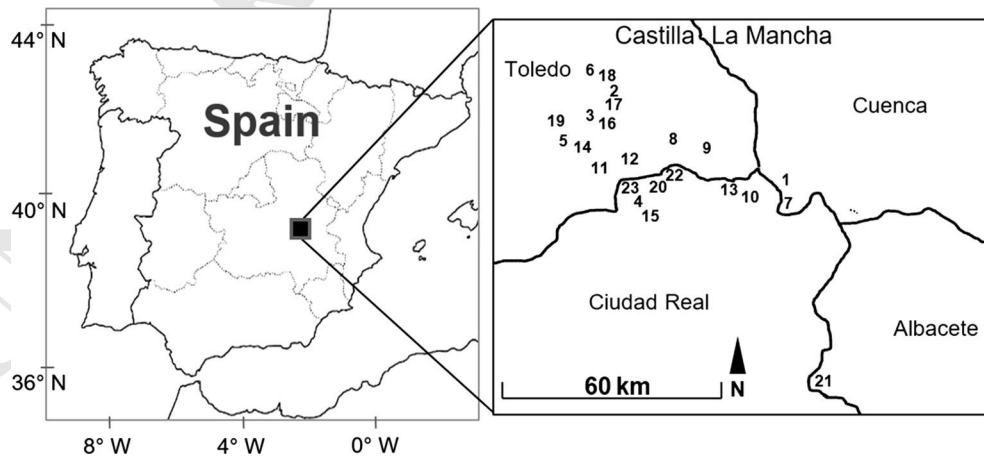 44° N
40° N
36° N
8° W 4° W 0° W
Spain
Castilla La Mancha
Toledo
Cuenca
Ciudad Real
Albacete
6
18
2
17
3
16
19
5
14
8
9
12
11
22
23
20
13
10
1
7
4
15
21
60 km
N